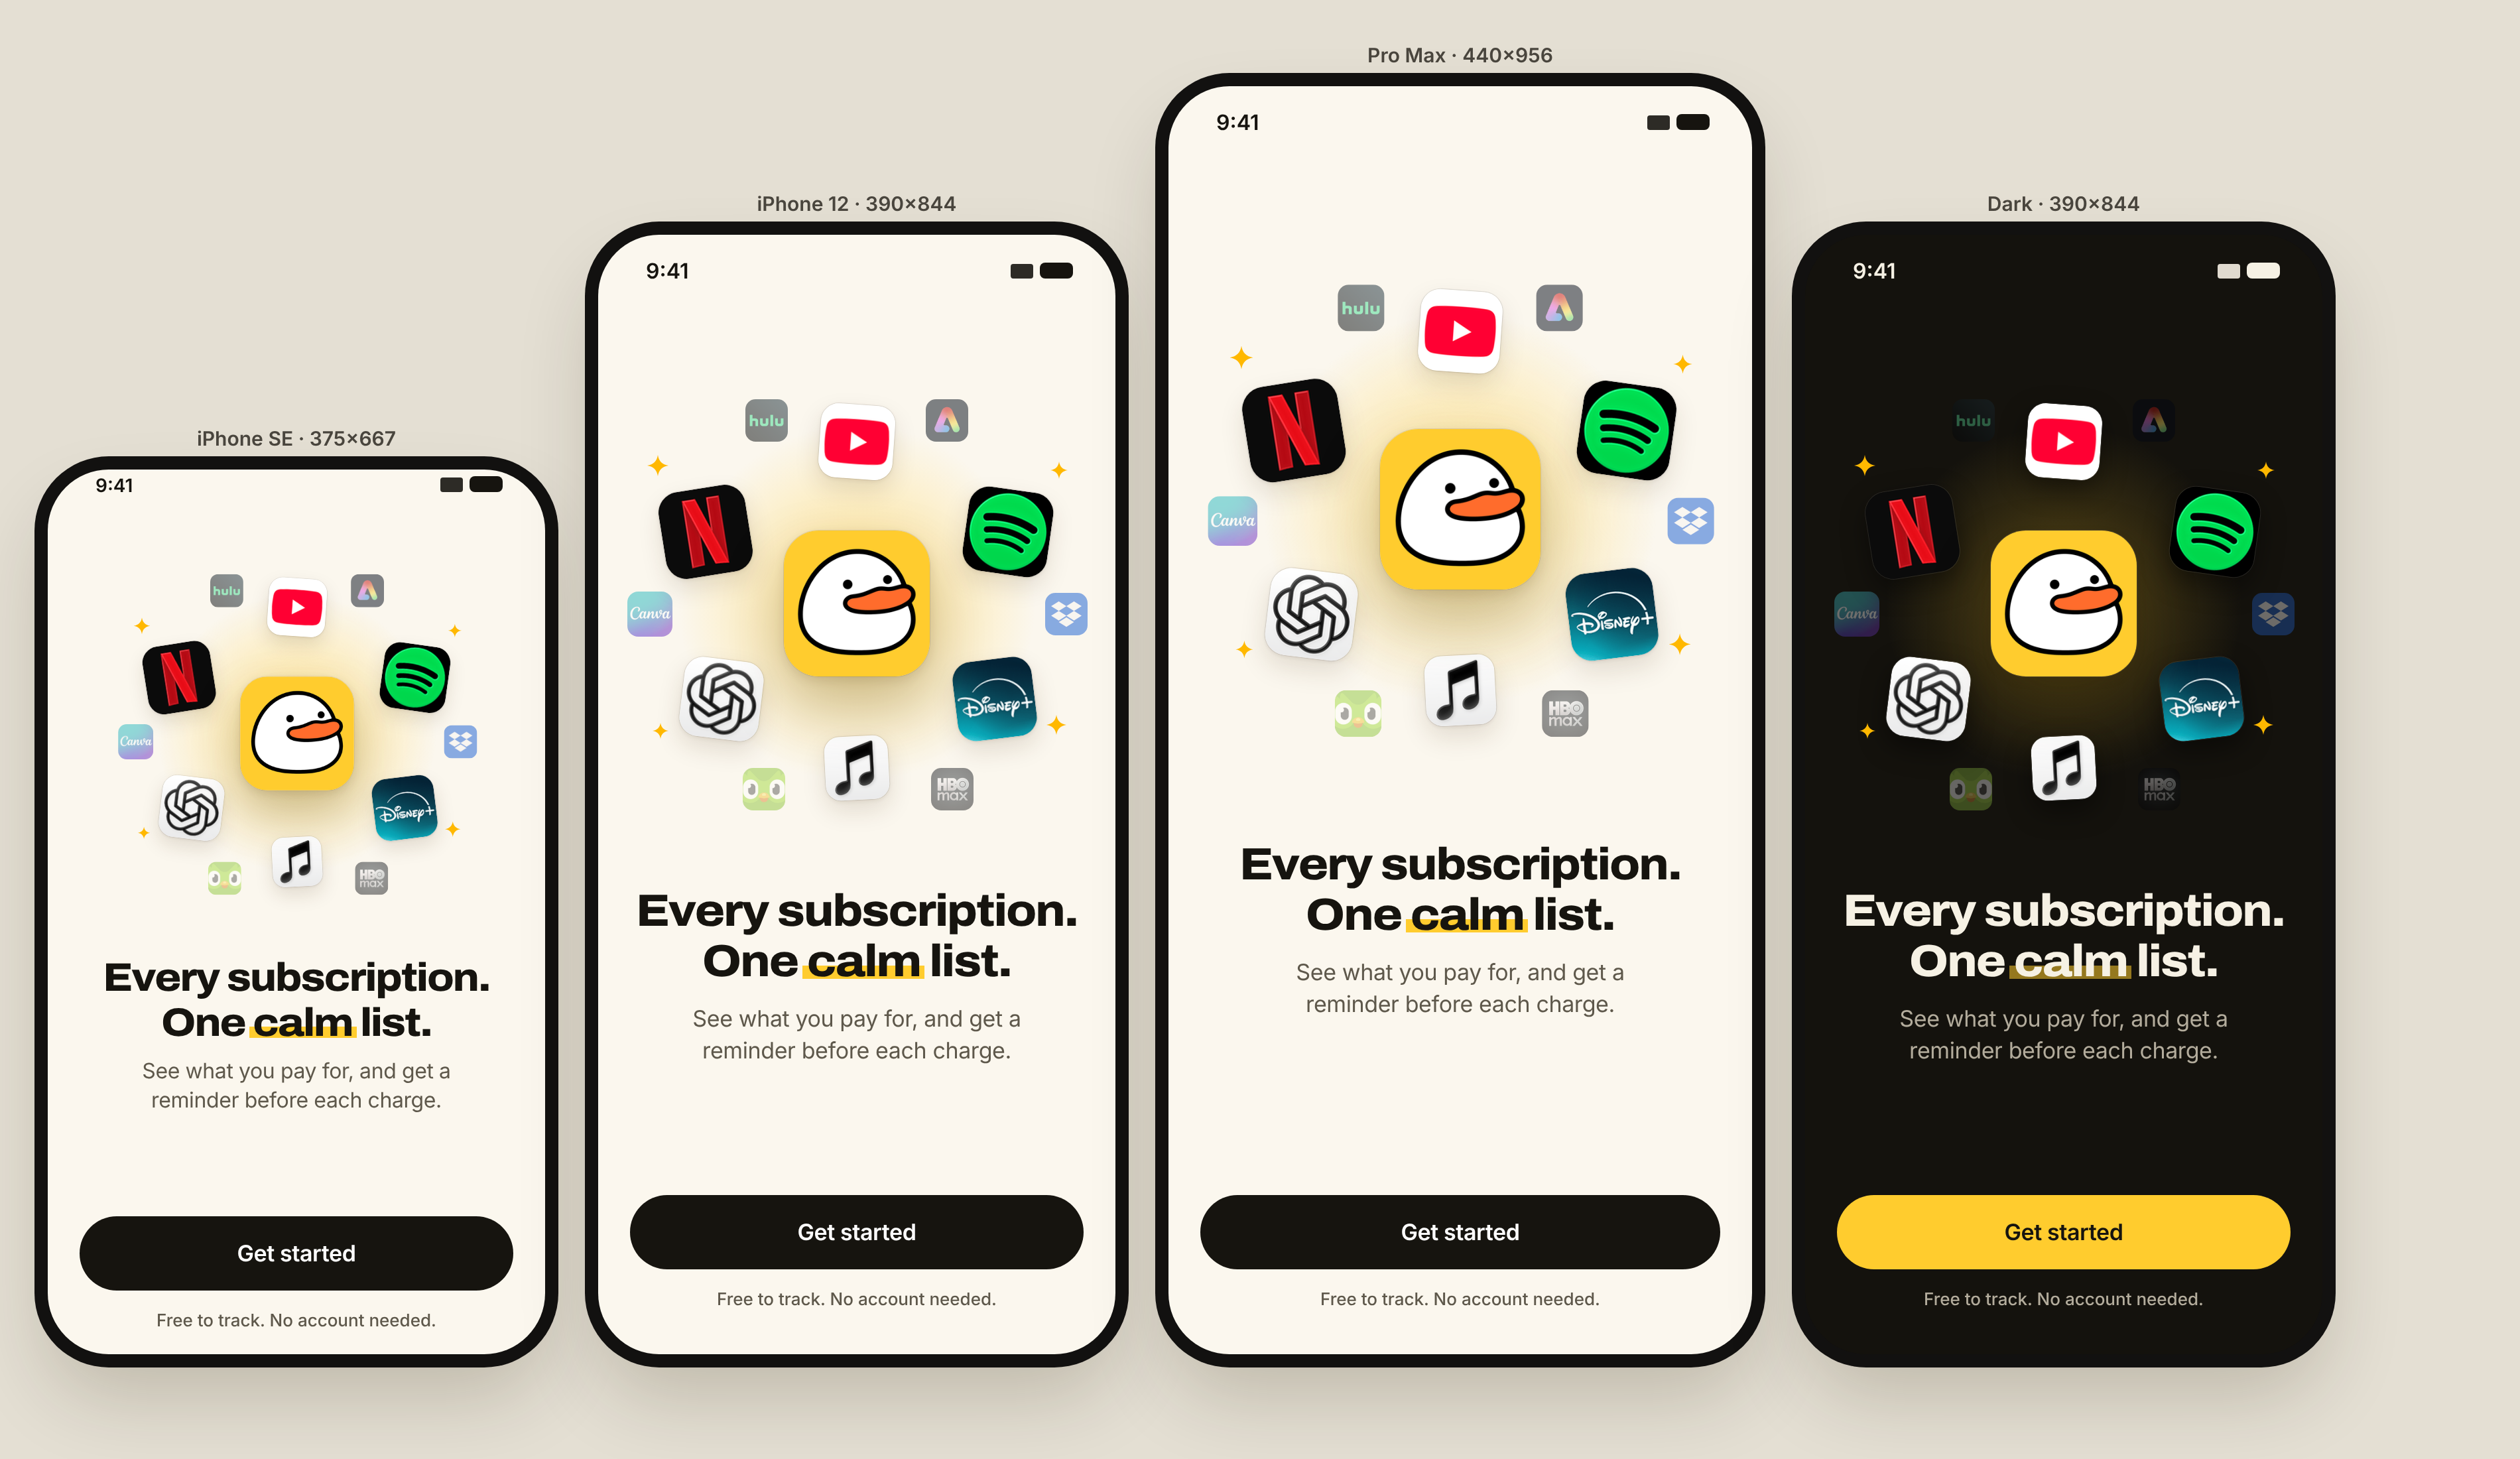 iPhone SE · 375×667
9:41
hulu
N
Canva
Disney+
HBO
max
Every subscription.
One calm list.
See what you pay for, and get a
reminder before each charge.
Get started
Free to track. No account needed.
iPhone 12 · 390×844
9:41
hulu
N
Canva
Disney+
HBO
max
Every subscription.
One calm list.
See what you pay for, and get a
reminder before each charge.
Get started
Free to track. No account needed.
Pro Max · 440×956
9:41
hulu
N
Canva
Disney+
HBO
max
Every subscription.
One calm list.
See what you pay for, and get a
reminder before each charge.
Get started
Free to track. No account needed.
Dark · 390×844
9:41
hulu
N
Canva
Disney+
HBO
max
Every subscription.
One calm list.
See what you pay for, and get a
reminder before each charge.
Get started
Free to track. No account needed.